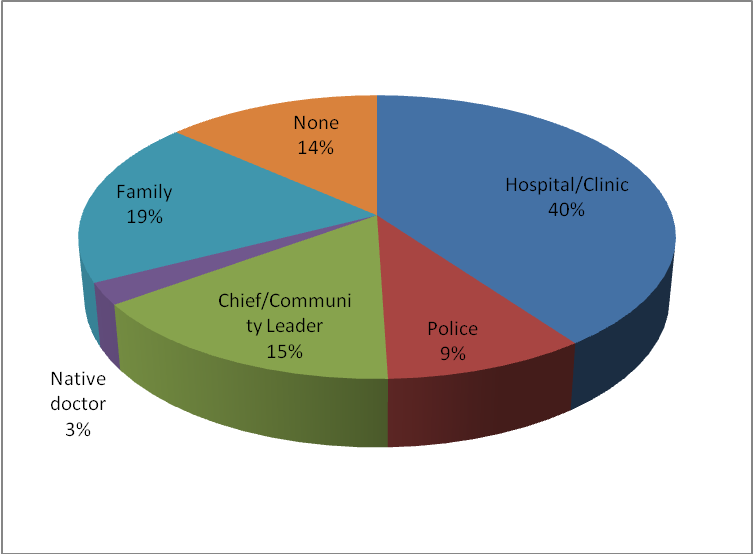 None
14%
Hospital/Clinic
40%
Family
19%
Chief/Communi
ty Leader
15%
Police
9%
Native
doctor
3%